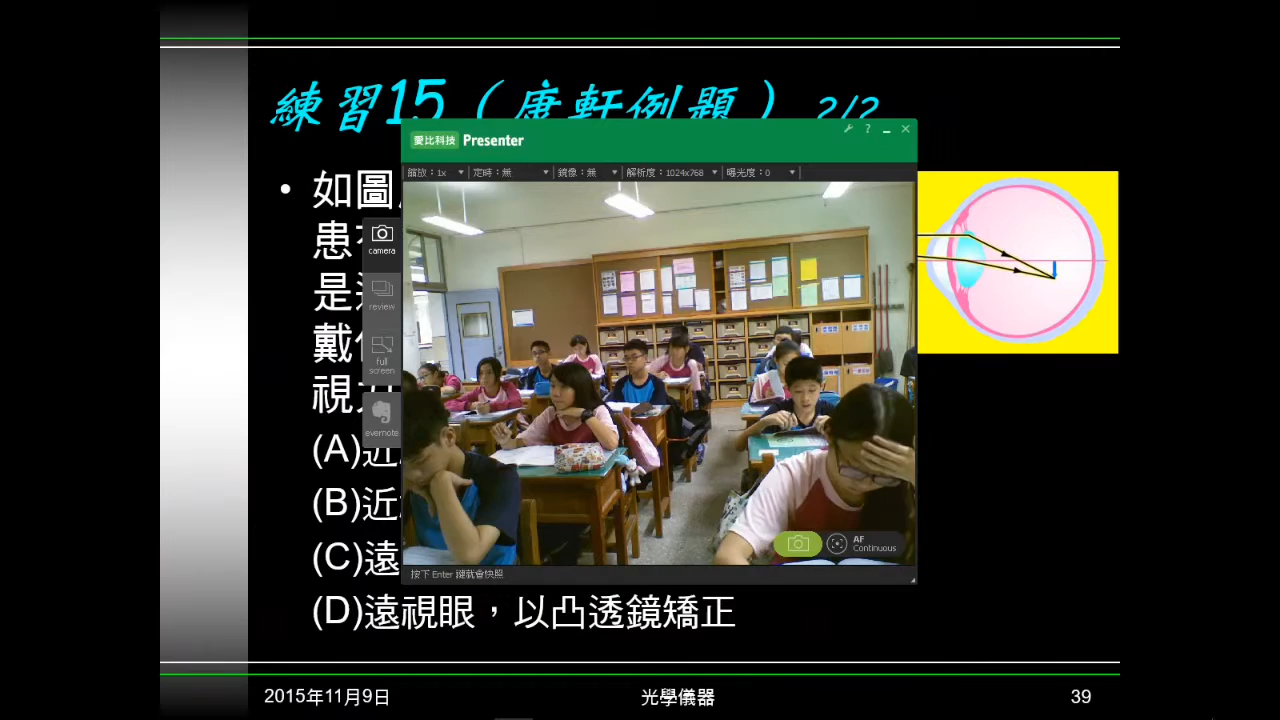 練習15（康軒例題）2/2
愛比科技 Presenter
縮放：1x 定時：無 鏡像：無 解析度：1024x768 曝光度：0
• 如圖
患
是
戴
視
camera
review
full
screen
evernote
(A)近
(B)近
(C)遠
AF
Continuous
按下 Enter 鍵就會快照
(D)遠視眼，以凸透鏡矯正
2015年11月9日
光學儀器
39